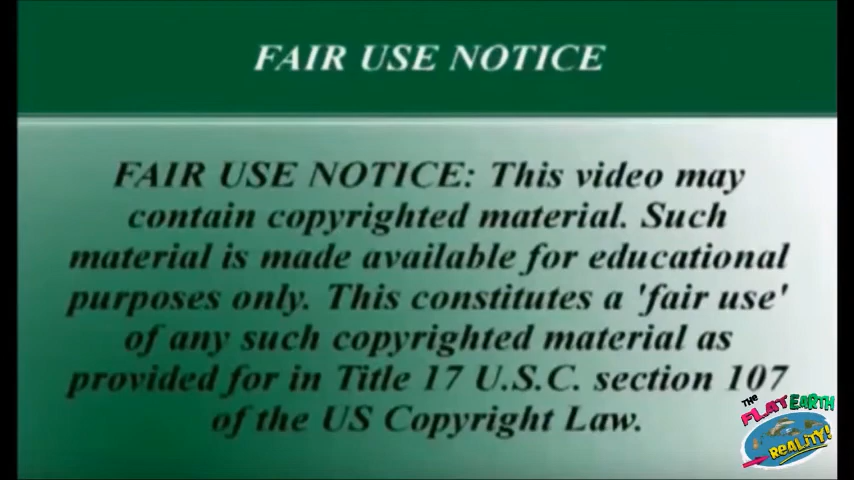 FAIR USE NOTICE
FAIR USE NOTICE: This video may
contain copyrighted material. Such
material is made available for educational
purposes only. This constitutes a 'fair use'
of any such copyrighted material as
provided for in Title 17 U.S.C. section 107
of the US Copyright Law.
THE
FLAT EARTH
REALITY!